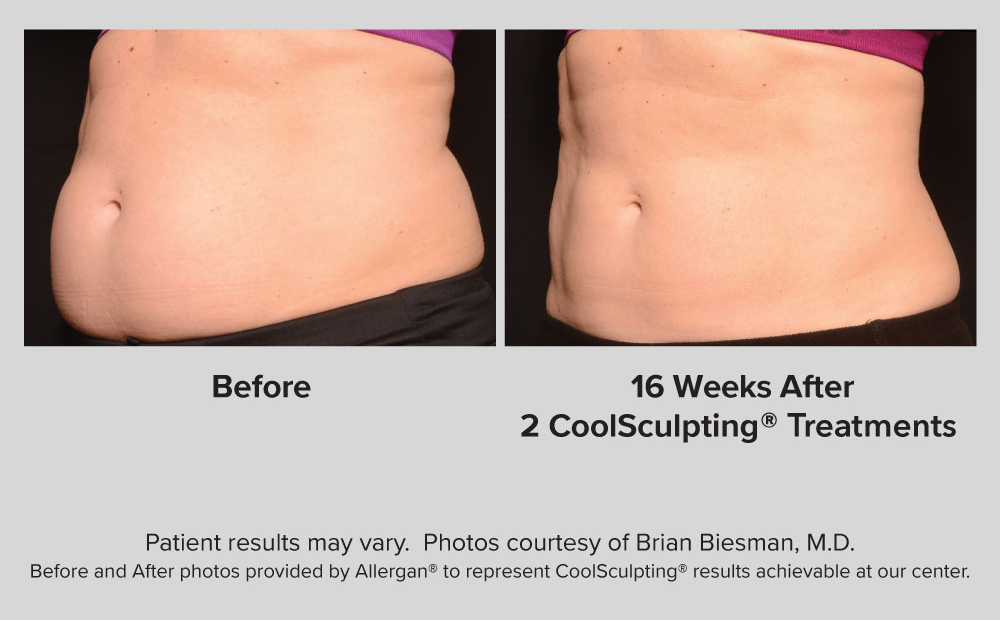 Before
16 Weeks After
2 CoolSculpting® Treatments
Patient results may vary.  Photos courtesy of Brian Biesman, M.D.
Before and After photos provided by Allergan® to represent CoolSculpting® results achievable at our center.